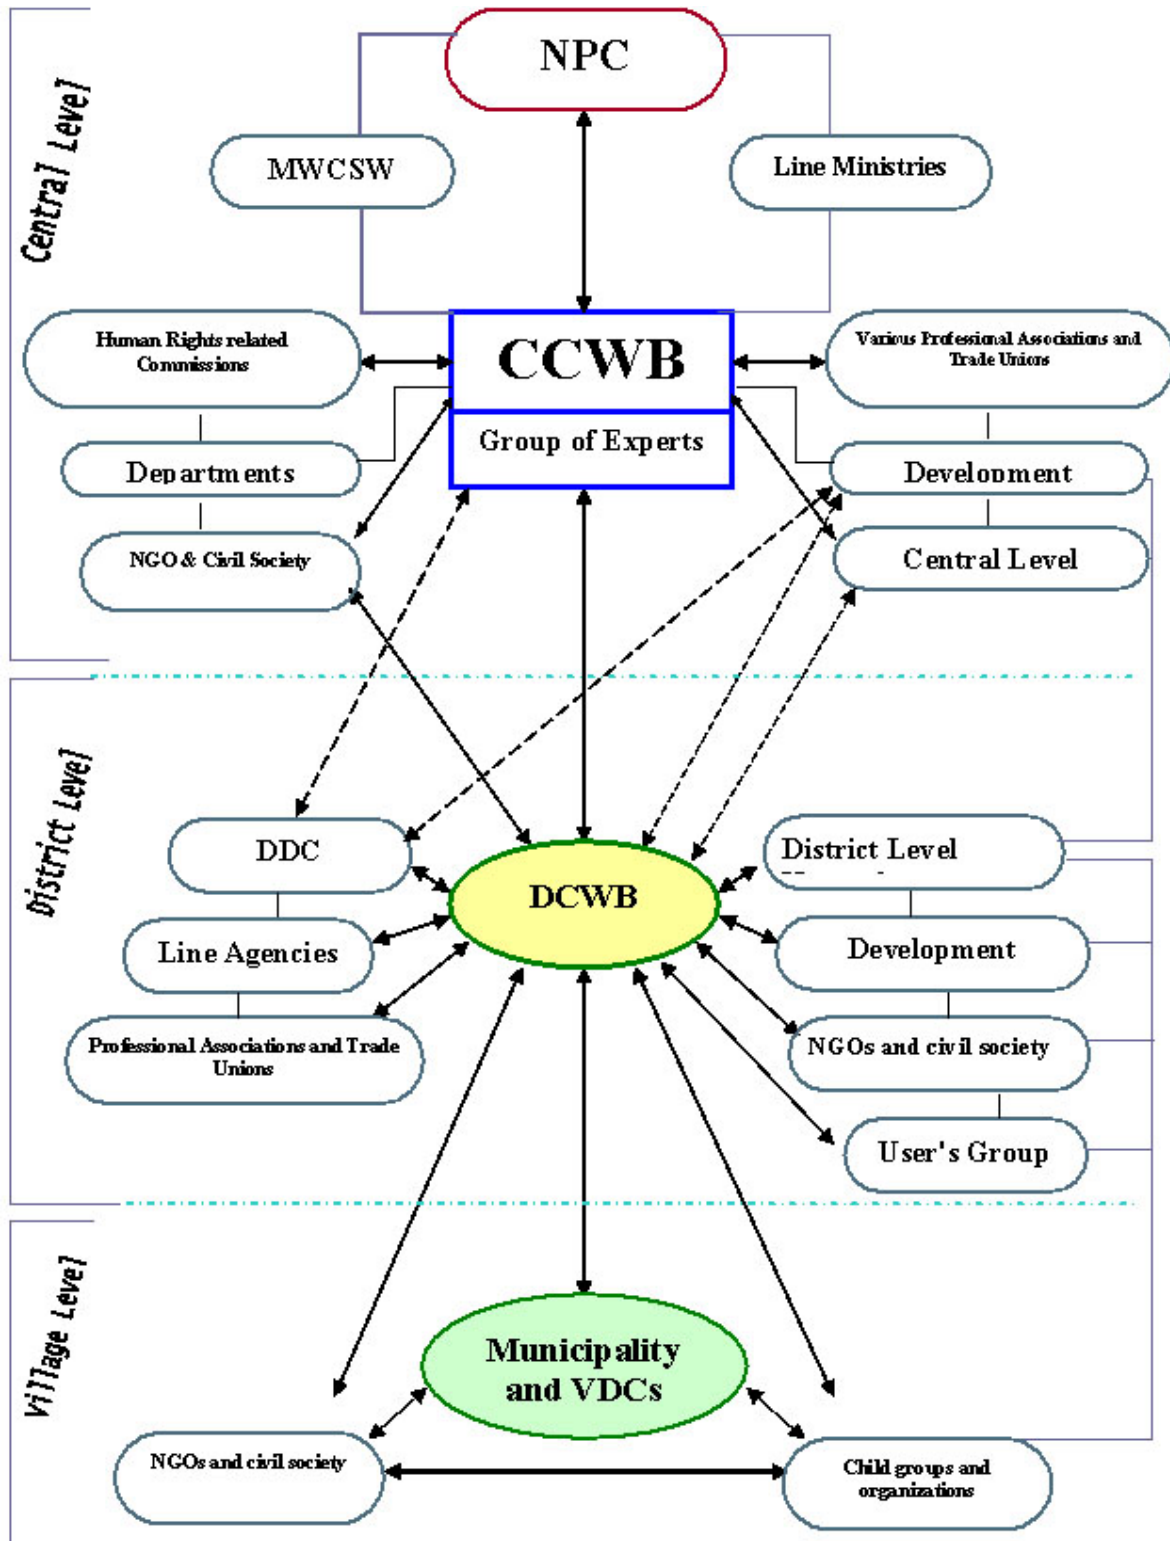 NPC
Central Level
MWCSW
Line Ministries
Human Rights related
Commissions
CCWB
Various Professional Associations and
Trade Unions
Group of Experts
Departments
Development
NGO & Civil Society
Central Level
District Level
DDC
DCWB
District Level
Line Agencies
Development
Professional Associations and Trade
Unions
NGOs and civil society
User's Group
Village Level
Municipality
and VDCs
NGOs and civil society
Child groups and
organizations